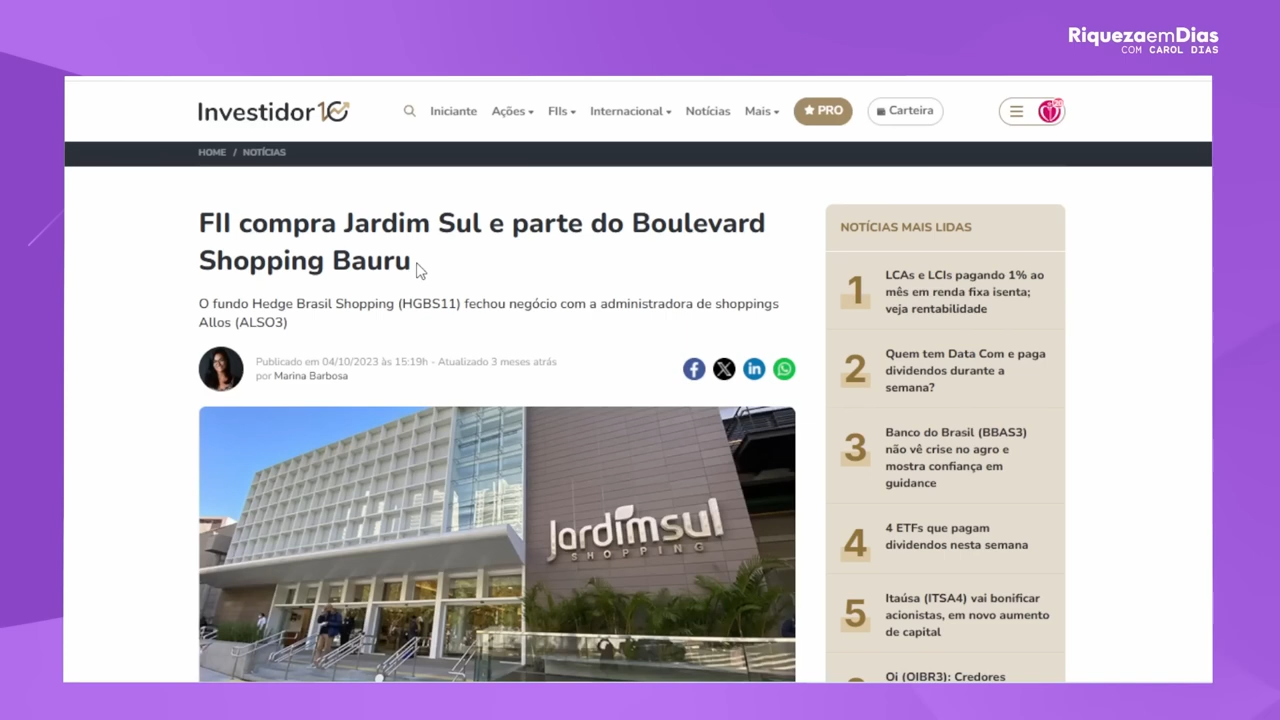 RiquezaemDias
COM CAROL DIAS
Investidor10
Iniciante Ações FIIs Internacional Notícias Mais PRO Carteira
HOME / NOTÍCIAS
FII compra Jardim Sul e parte do Boulevard
Shopping Bauru
O fundo Hedge Brasil Shopping (HGBS11) fechou negócio com a administradora de shoppings
Allos (ALSO3)
Publicado em 04/10/2023 às 15:19h - Atualizado 3 meses atrás
por Marina Barbosa
Jardimsul
SHOPPING
NOTÍCIAS MAIS LIDAS
1
LCAs e LCIs pagando 1% ao
mês em renda fixa isenta;
veja rentabilidade
2
Quem tem Data Com e paga
dividendos durante a
semana?
3
Banco do Brasil (BBAS3)
não vê crise no agro e
mostra confiança em
guidance
4
4 ETFs que pagam
dividendos nesta semana
5
Itaúsa (ITSA4) vai bonificar
acionistas, em novo aumento
de capital
Oi (OIBR3): Credores